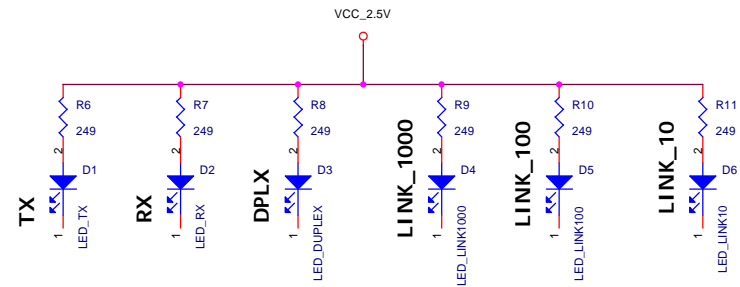 VCC_2.5V
R6
249
2
D1
1
TX
LED_TX
R7
249
2
D2
1
RX
LED_RX
R8
249
2
D3
1
DPLX
LED_DUPLEX
R9
249
2
D4
1
LINK_1000
LED_LINK1000
R10
249
2
D5
1
LINK_100
LED_LINK100
R11
249
2
D6
1
LINK_10
LED_LINK10